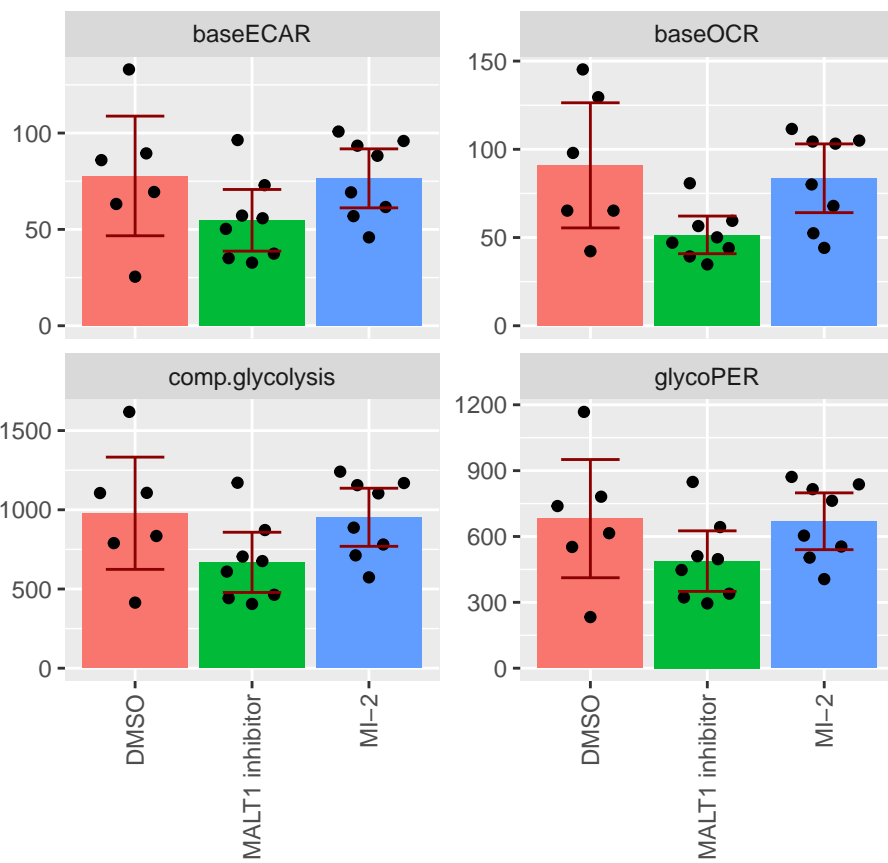 baseECAR
baseOCR
100
50
0
150
100
50
0
comp.glycolysis
glycoPER
1500
1000
500
0
1200
900
600
300
0
DMSO
MALT1 inhibitor
MI−2
DMSO
MALT1 inhibitor
MI−2